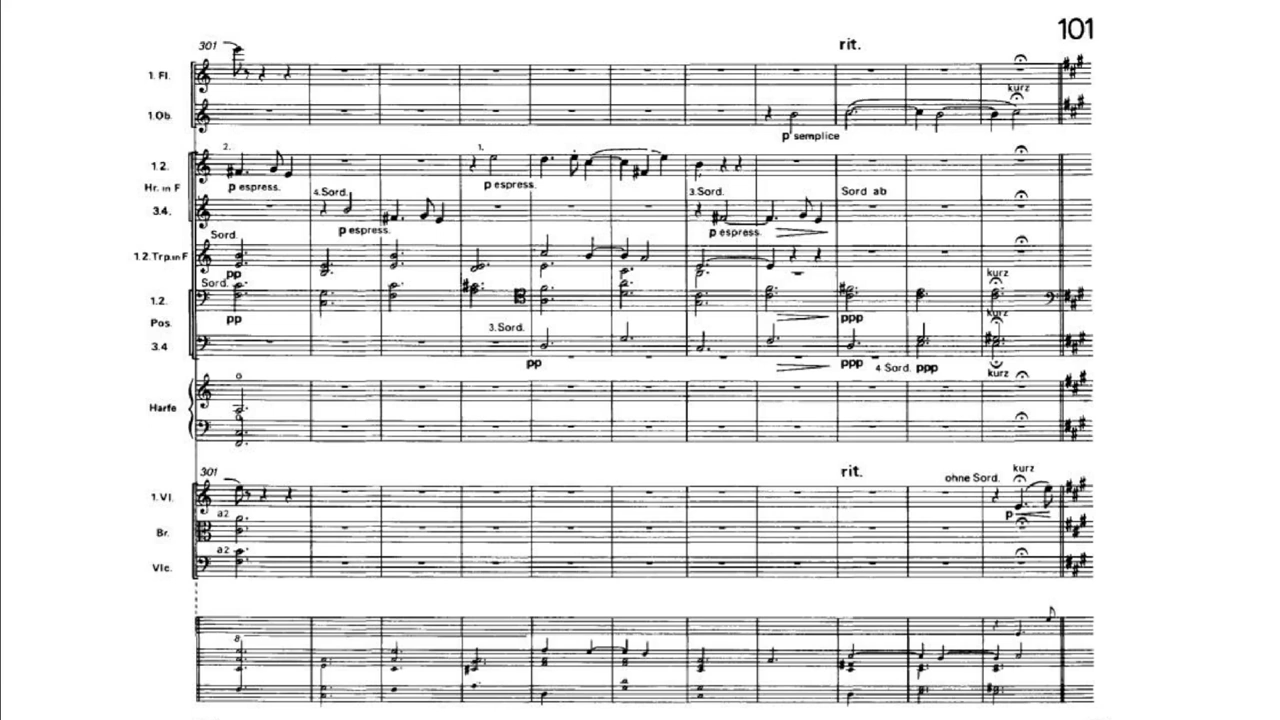 101
301 rit.
1. Fl.
kurz
1.Ob.
p semplice
2. 1.
1.2.
p espress. p espress.
Hr. in F
4.Sord. 3.Sord. Sord ab
3.4.
p espress. p espress.
Sord.
1.2.Trp.in F
pp kurz
Sord.
1.2.
pp ppp kurz
Pos.
3.Sord.
3.4
pp ppp 4 Sord. ppp kurz
Harfe
301 rit. kurz
ohne Sord.
1.Vl.
p
a2
Br.
a2
Vlc.
8